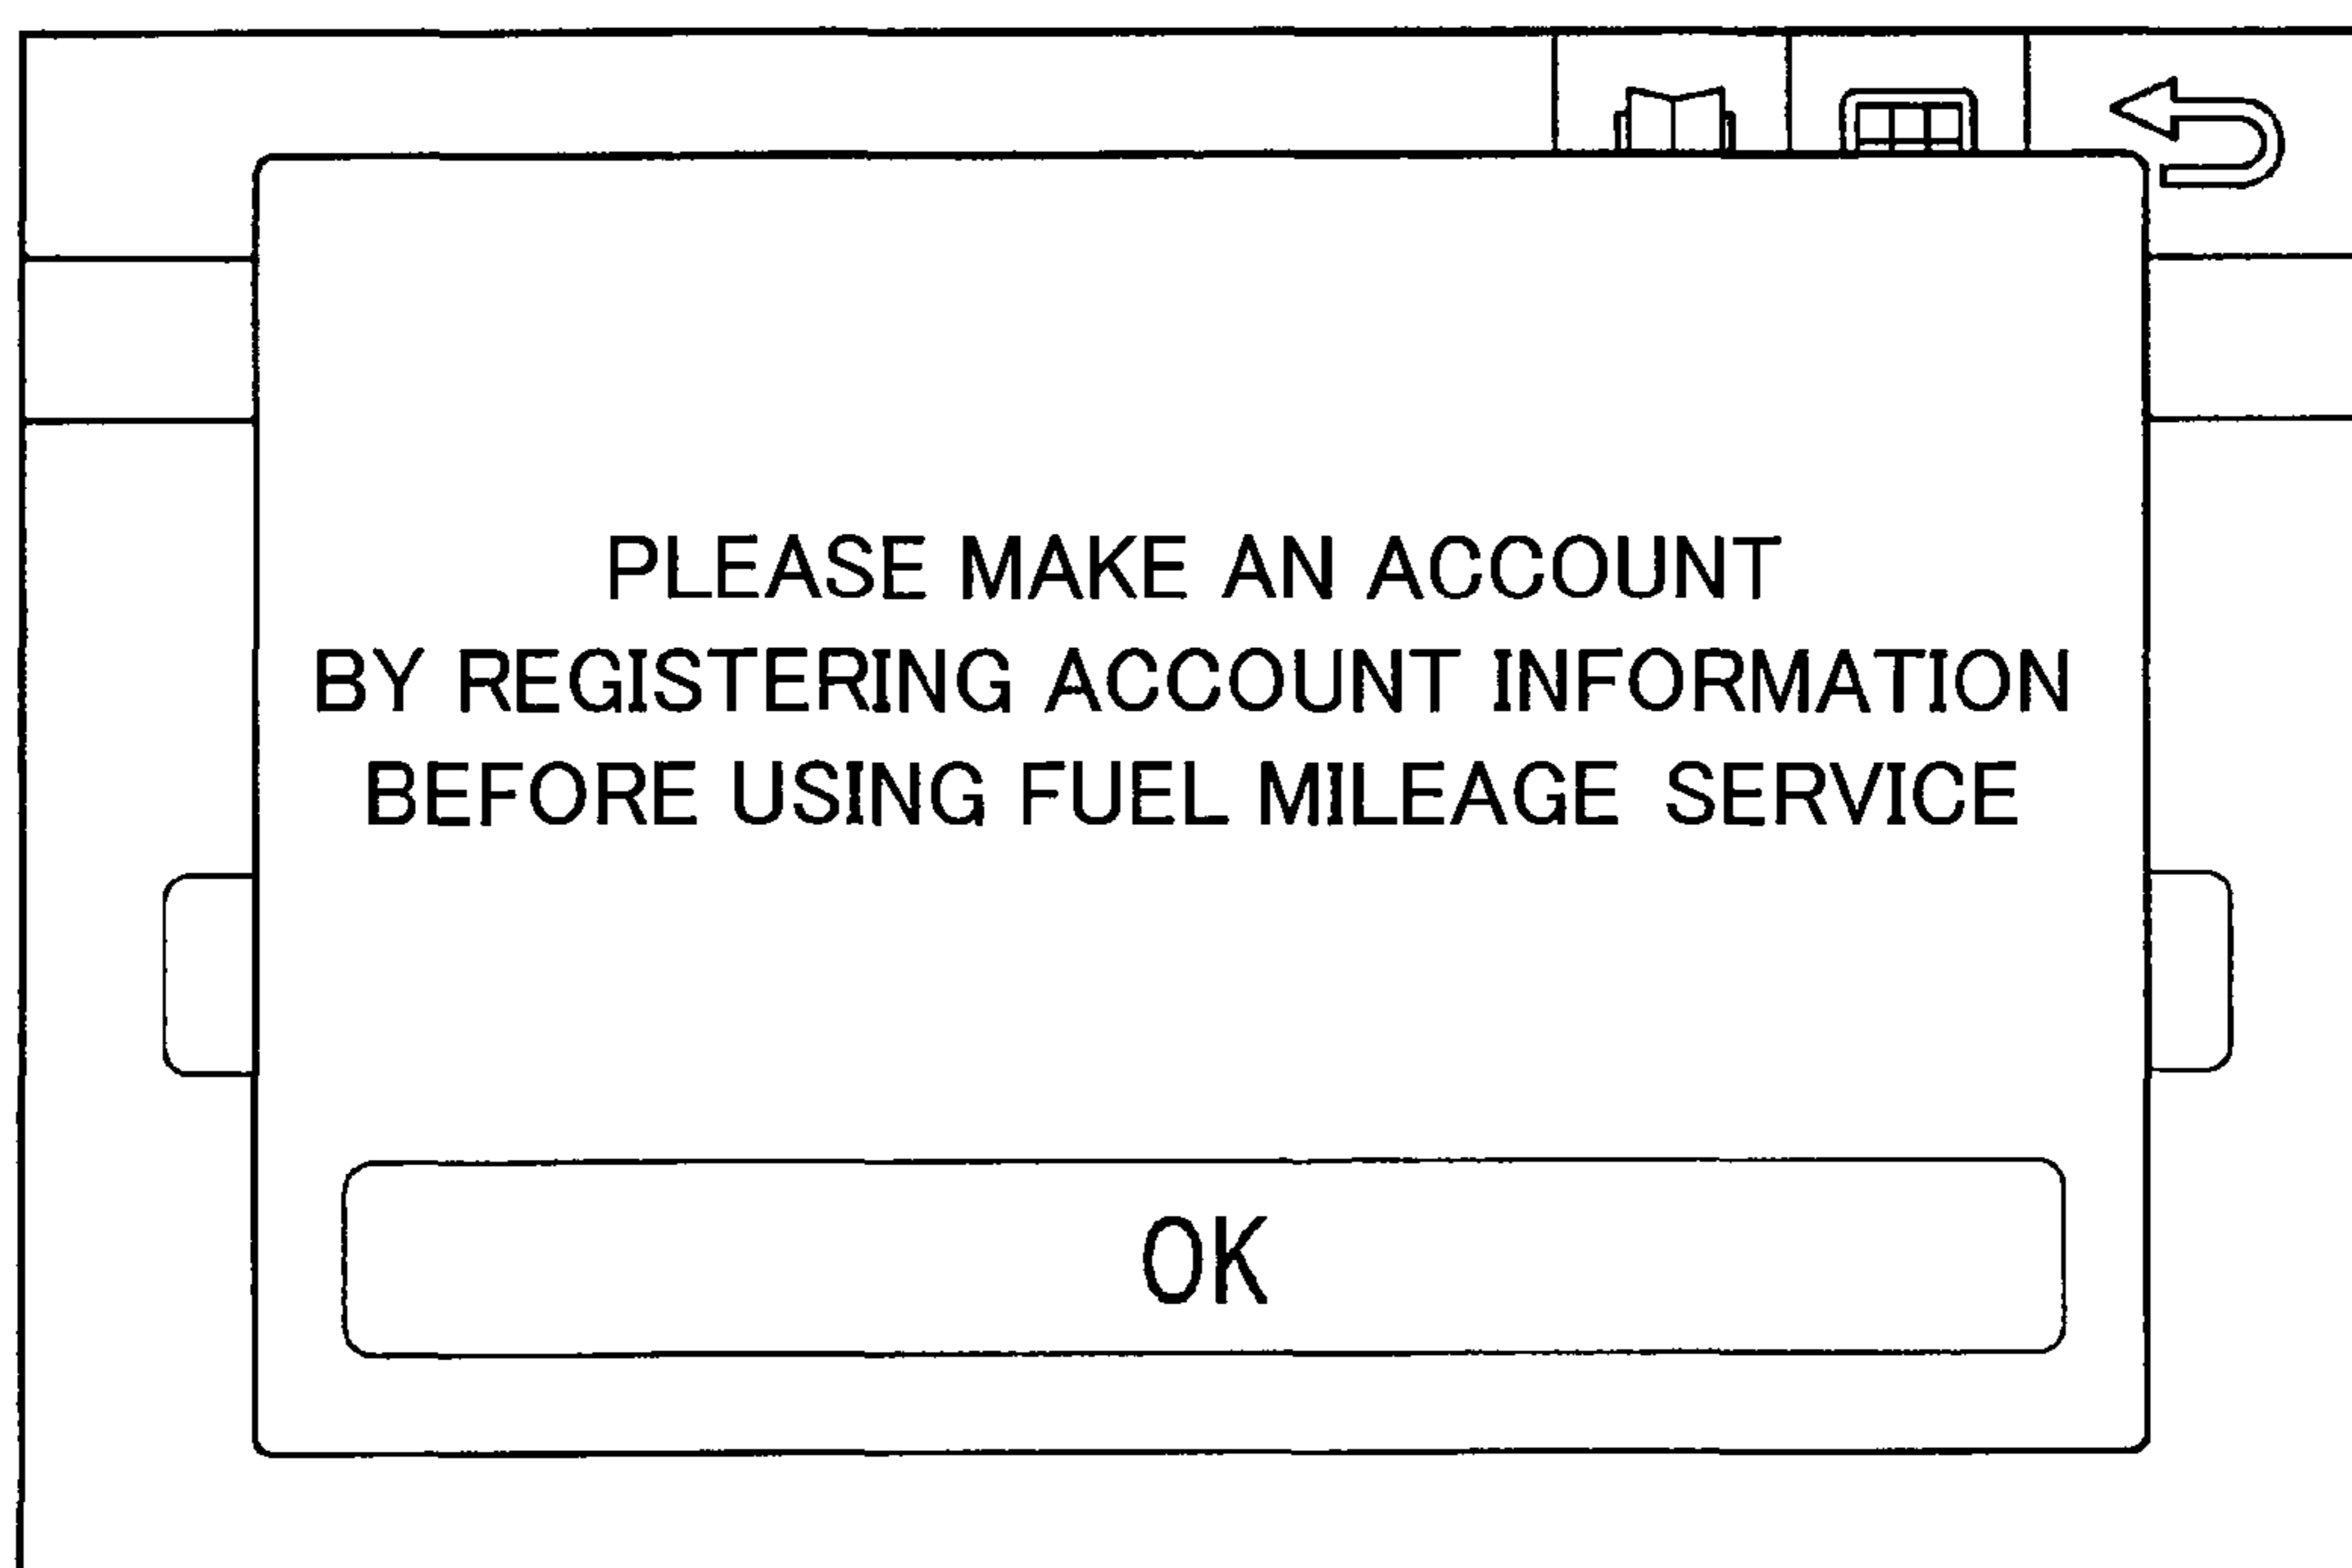 PLEASE MAKE AN ACCOUNT
BY REGISTERING ACCOUNT INFORMATION
BEFORE USING FUEL MILEAGE SERVICE
OK